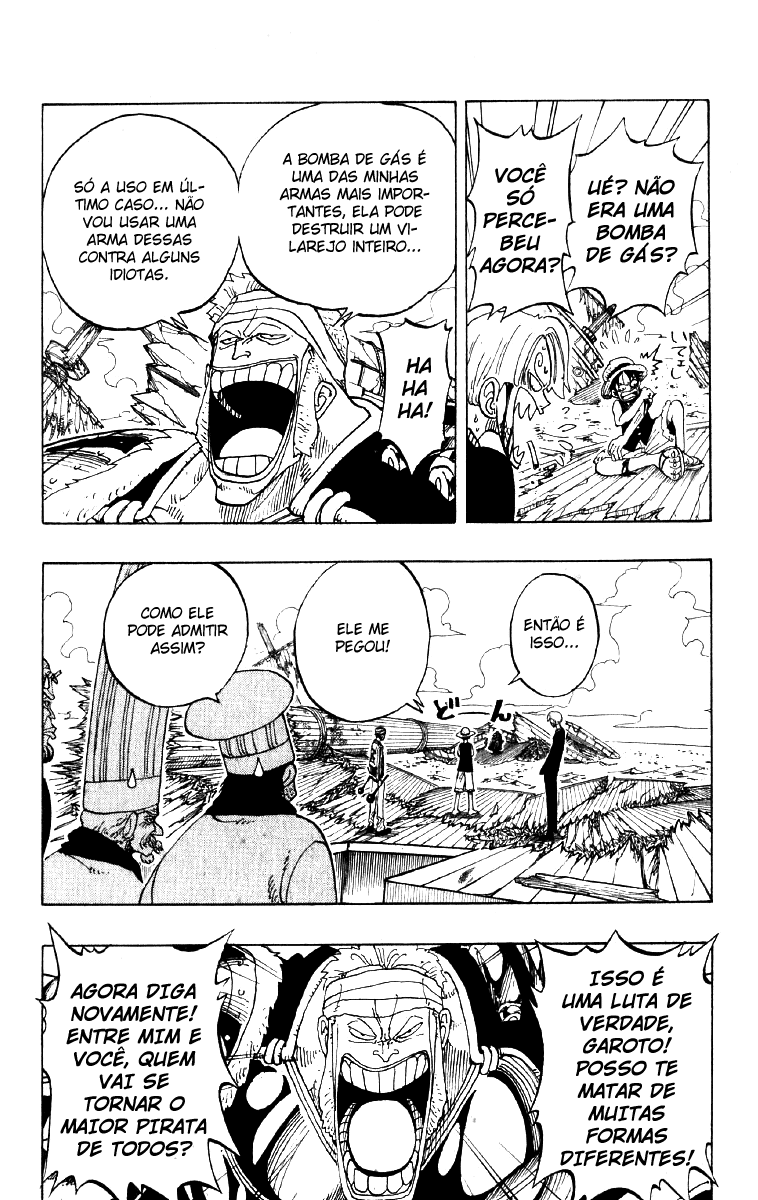 UÉ? NÃO
ERA UMA
BOMBA
DE GÁS?
VOCÊ
SÓ
PERCE-
BEU
AGORA?
A BOMBA DE GÁS É
UMA DAS MINHAS
ARMAS MAIS IMPOR-
TANTES, ELA PODE
DESTRUIR UM VI-
LAREJO INTEIRO...
SÓ A USO EM ÚL-
TIMO CASO... NÃO
VOU USAR UMA
ARMA DESSAS
CONTRA ALGUNS
IDIOTAS.
HA
HA
HA!
ENTÃO É
ISSO...
ELE ME
PEGOU!
どーん
COMO ELE
PODE ADMITIR
ASSIM?
ISSO É
UMA LUTA DE
VERDADE,
GAROTO!
POSSO TE
MATAR DE
MUITAS
FORMAS
DIFERENTES!
AGORA DIGA
NOVAMENTE!
ENTRE MIM E
VOCÊ, QUEM
VAI SE
TORNAR O
MAIOR PIRATA
DE TODOS?